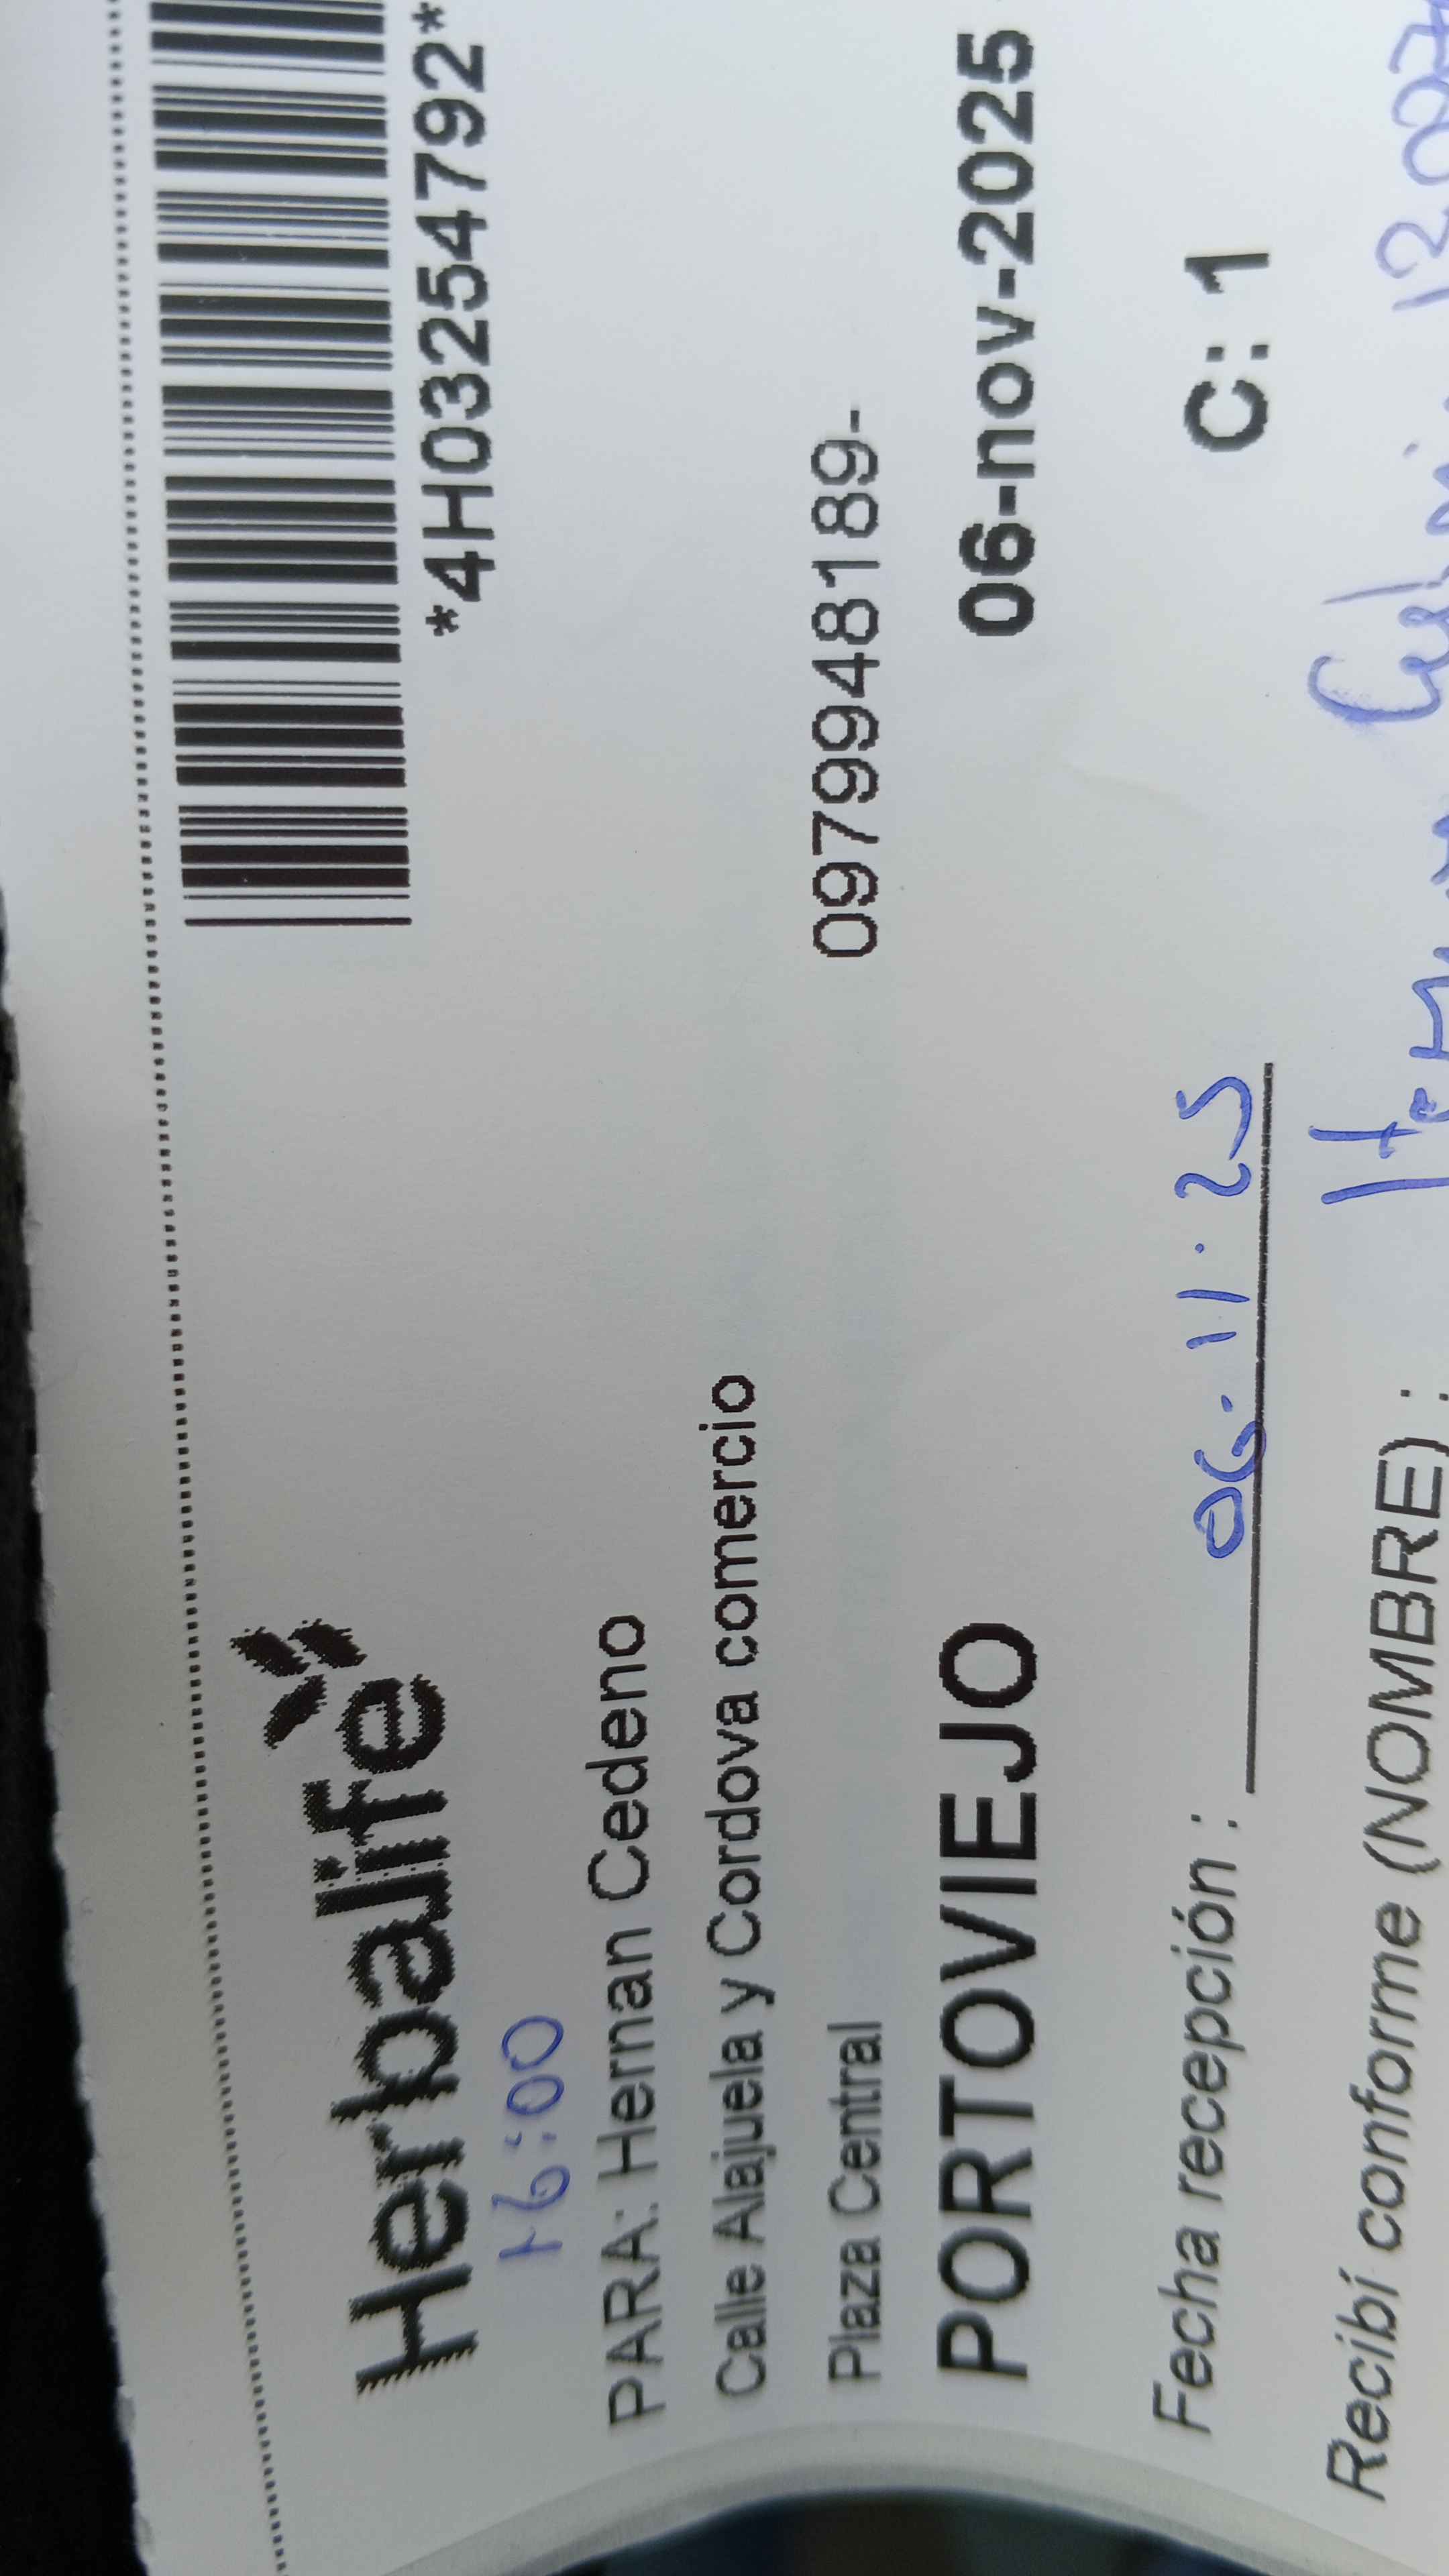 *4H03254792*
Herbalife
16:00
PARA: Hernan Cedeno
Calle Alajuela y Cordova comercio
0979948189-
Plaza Central
PORTOVIEJO 06-nov-2025
Fecha recepción : 06.11.25 C: 1
Recibí conforme (NOMBRE) :